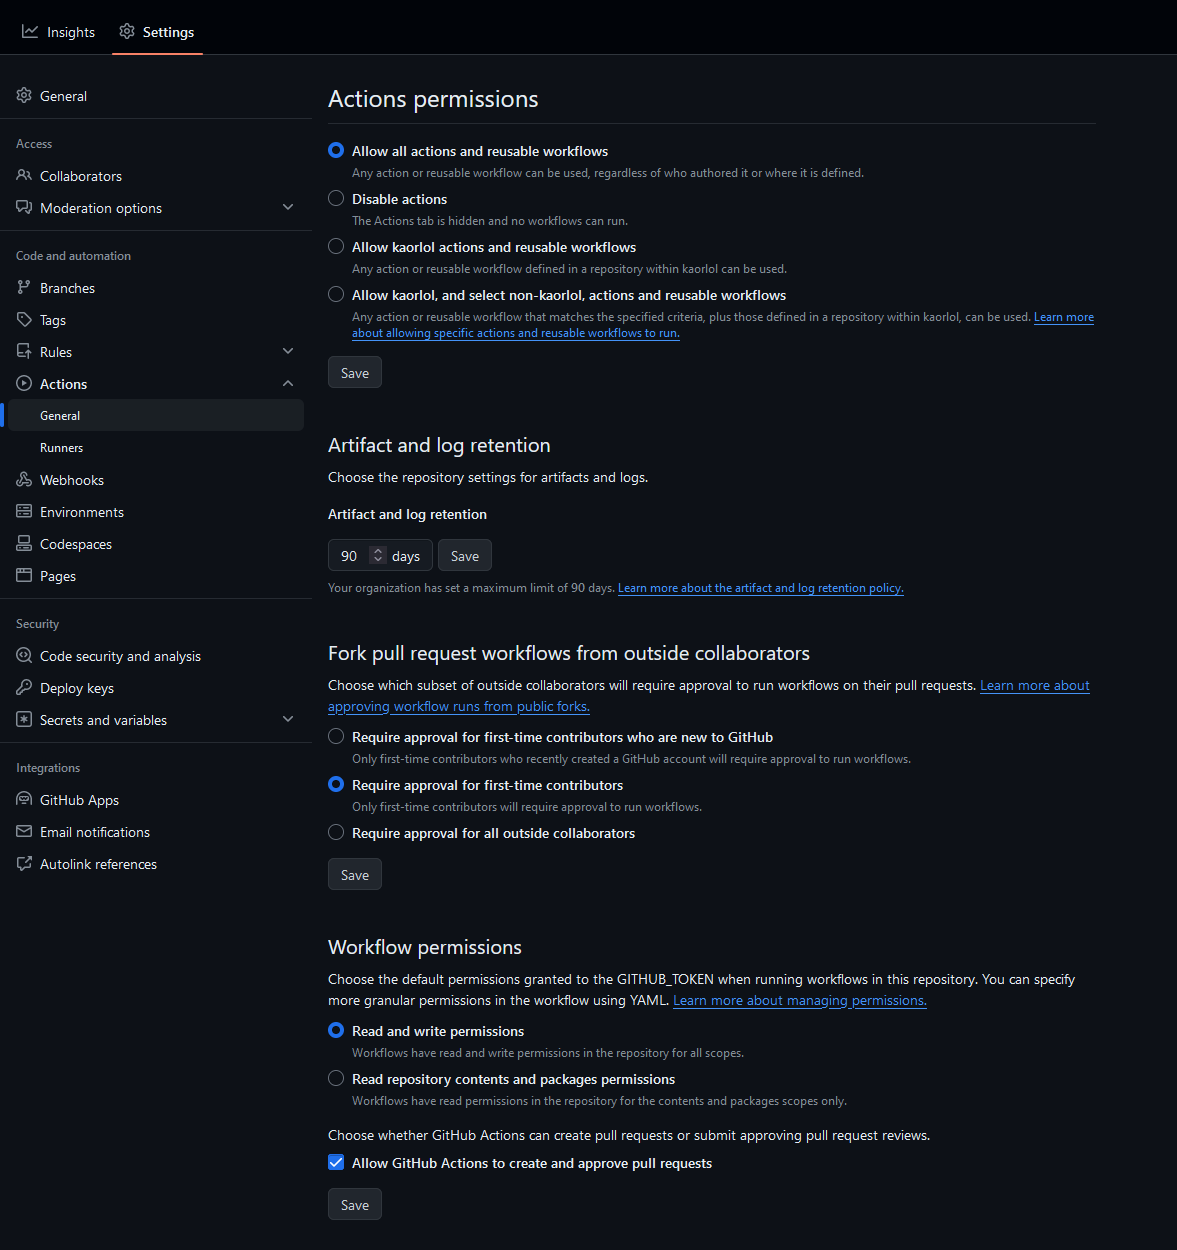 Insights
Settings
General
Access
Collaborators
Moderation options
Code and automation
Branches
Tags
Rules
Actions
General
Runners
Webhooks
Environments
Codespaces
Pages
Security
Code security and analysis
Deploy keys
Secrets and variables
Integrations
GitHub Apps
Email notifications
Autolink references
Actions permissions
Allow all actions and reusable workflows
Any action or reusable workflow can be used, regardless of who authored it or where it is defined.
Disable actions
The Actions tab is hidden and no workflows can run.
Allow kaorlol actions and reusable workflows
Any action or reusable workflow defined in a repository within kaorlol can be used.
Allow kaorlol, and select non-kaorlol, actions and reusable workflows
Any action or reusable workflow that matches the specified criteria, plus those defined in a repository within kaorlol, can be used. Learn more
about allowing specific actions and reusable workflows to run.
Save
Artifact and log retention
Choose the repository settings for artifacts and logs.
Artifact and log retention
90 days Save
Your organization has set a maximum limit of 90 days. Learn more about the artifact and log retention policy.
Fork pull request workflows from outside collaborators
Choose which subset of outside collaborators will require approval to run workflows on their pull requests. Learn more about
approving workflow runs from public forks.
Require approval for first-time contributors who are new to GitHub
Only first-time contributors who recently created a GitHub account will require approval to run workflows.
Require approval for first-time contributors
Only first-time contributors will require approval to run workflows.
Require approval for all outside collaborators
Save
Workflow permissions
Choose the default permissions granted to the GITHUB_TOKEN when running workflows in this repository. You can specify
more granular permissions in the workflow using YAML. Learn more about managing permissions.
Read and write permissions
Workflows have read and write permissions in the repository for all scopes.
Read repository contents and packages permissions
Workflows have read permissions in the repository for the contents and packages scopes only.
Choose whether GitHub Actions can create pull requests or submit approving pull request reviews.
Allow GitHub Actions to create and approve pull requests
Save